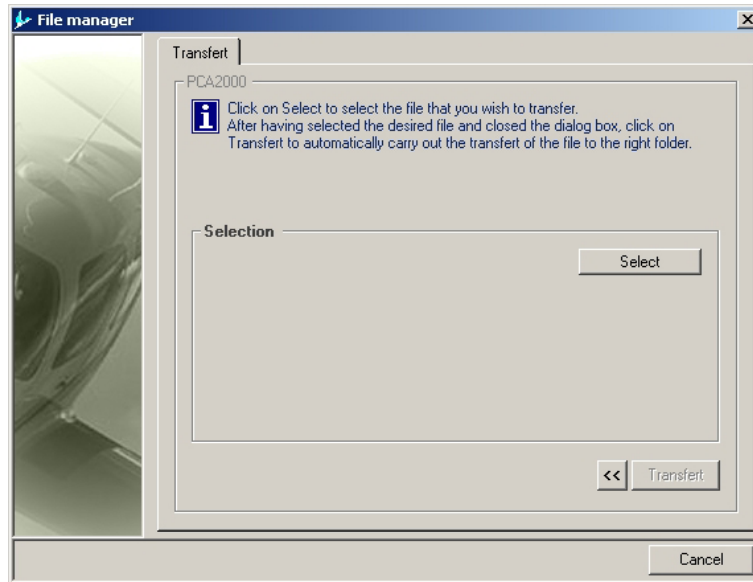 File manager
Transfert
PCA2000
Click on Select to select the file that you wish to transfer.
After having selected the desired file and closed the dialog box, click on
Transfert to automatically carry out the transfert of the file to the right folder.
Selection
Select
<< Transfert
Cancel